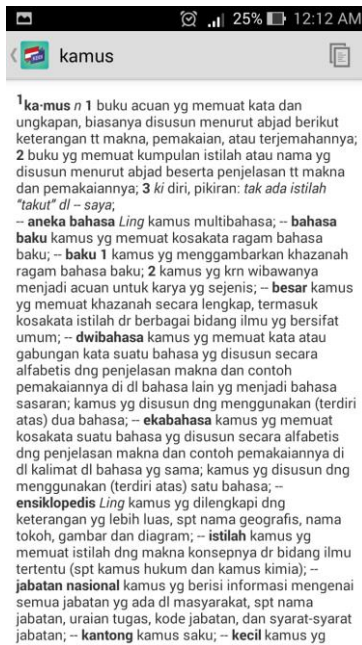 25% 12:12 AM
kamus
¹ka·mus n 1 buku acuan yg memuat kata dan
ungkapan, biasanya disusun menurut abjad berikut
keterangan tt makna, pemakaian, atau terjemahannya;
2 buku yg memuat kumpulan istilah atau nama yg
disusun menurut abjad beserta penjelasan tt makna
dan pemakaiannya; 3 ki diri, pikiran: tak ada istilah
"takut" dl -- saya;
-- aneka bahasa Ling kamus multibahasa; -- bahasa
baku kamus yg memuat kosakata ragam bahasa
baku; -- baku 1 kamus yg menggambarkan khazanah
ragam bahasa baku; 2 kamus yg krn wibawanya
menjadi acuan untuk karya yg sejenis; -- besar kamus
yg memuat khazanah secara lengkap, termasuk
kosakata istilah dr berbagai bidang ilmu yg bersifat
umum; -- dwibahasa kamus yg memuat kata atau
gabungan kata suatu bahasa yg disusun secara
alfabetis dng penjelasan makna dan contoh
pemakaiannya di dl bahasa lain yg menjadi bahasa
sasaran; kamus yg disusun dng menggunakan (terdiri
atas) dua bahasa; -- ekabahasa kamus yg memuat
kosakata suatu bahasa yg disusun secara alfabetis
dng penjelasan makna dan contoh pemakaiannya di
dl kalimat dl bahasa yg sama; kamus yg disusun dng
menggunakan (terdiri atas) satu bahasa; --
ensiklopedis Ling kamus yg dilengkapi dng
keterangan yg lebih luas, spt nama geografis, nama
tokoh, gambar dan diagram; -- istilah kamus yg
memuat istilah dng makna konsepnya dr bidang ilmu
tertentu (spt kamus hukum dan kamus kimia); --
jabatan nasional kamus yg berisi informasi mengenai
semua jabatan yg ada dl masyarakat, spt nama
jabatan, uraian tugas, kode jabatan, dan syarat-syarat
jabatan; -- kantong kamus saku; -- kecil kamus yg